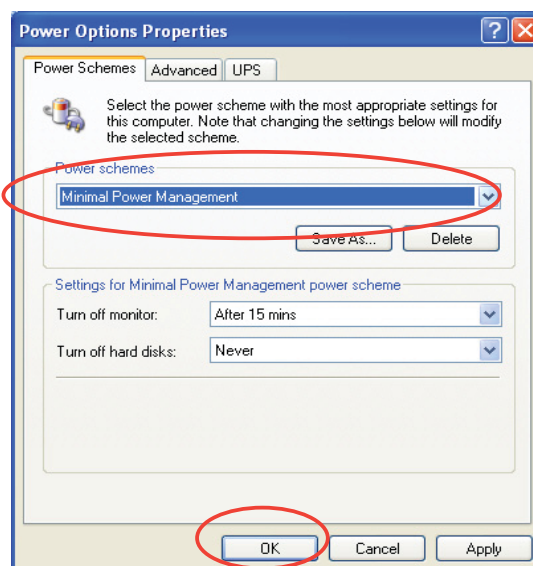 Power Options Properties
Power Schemes Advanced UPS
Select the power scheme with the most appropriate settings for
this computer. Note that changing the settings below will modify
the selected scheme.
Power schemes
Minimal Power Management
Save As... Delete
Settings for Minimal Power Management power scheme
Turn off monitor: After 15 mins
Turn off hard disks: Never
OK Cancel Apply